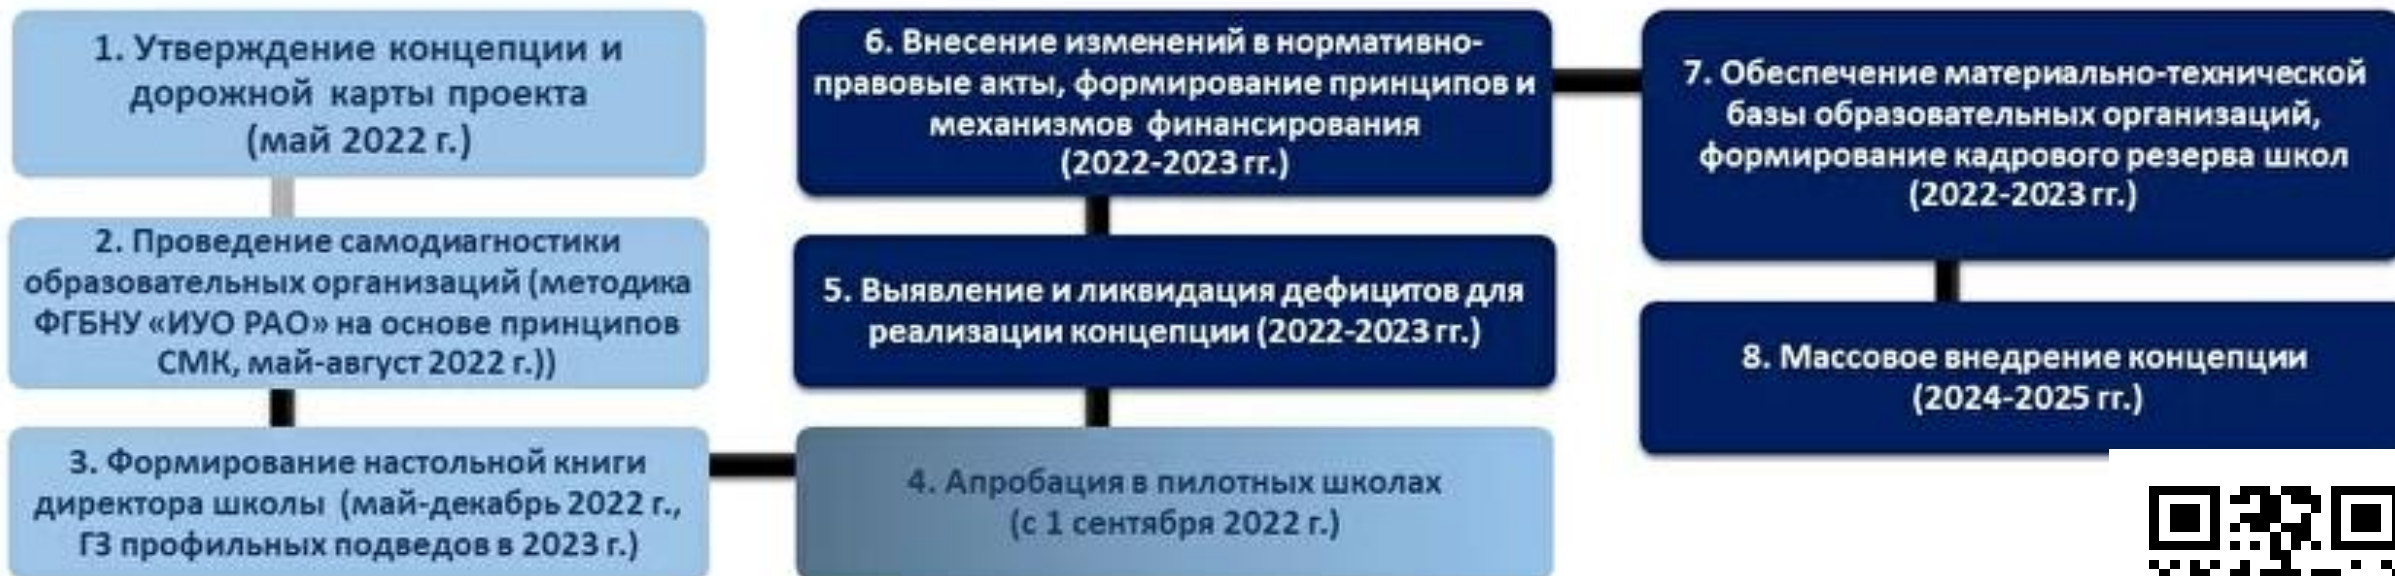 1. Утверждение концепции и
дорожной карты проекта
(май 2022 г.)
2. Проведение самодиагностики
образовательных организаций (методика
ФГБНУ «ИУО РАО» на основе принципов
СМК, май-август 2022 г.))
3. Формирование настольной книги
директора школы (май-декабрь 2022 г.,
ГЗ профильных подведов в 2023 г.)
4. Апробация в пилотных школах
(с 1 сентября 2022 г.)
5. Выявление и ликвидация дефицитов для
реализации концепции (2022-2023 гг.)
6. Внесение изменений в нормативно-
правовые акты, формирование принципов и
механизмов финансирования
(2022-2023 гг.)
7. Обеспечение материально-технической
базы образовательных организаций,
формирование кадрового резерва школ
(2022-2023 гг.)
8. Массовое внедрение концепции
(2024-2025 гг.)